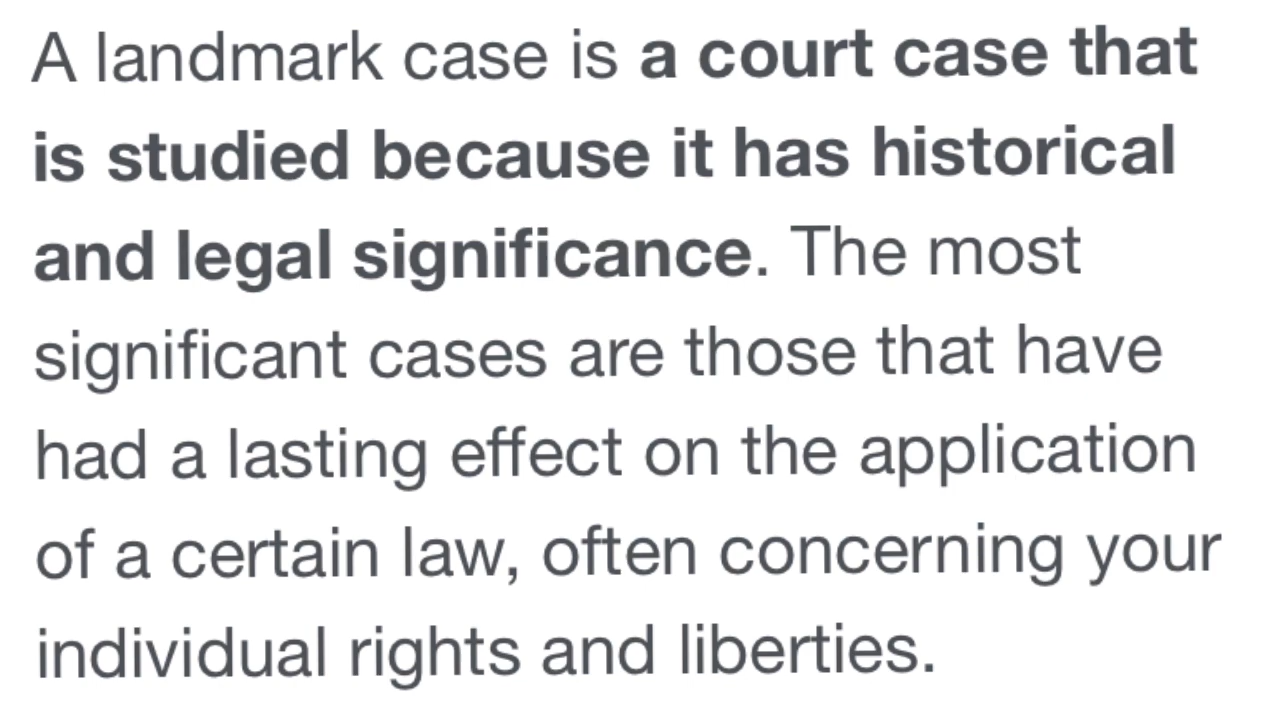 A landmark case is a court case that
is studied because it has historical
and legal significance. The most
significant cases are those that have
had a lasting effect on the application
of a certain law, often concerning your
individual rights and liberties.